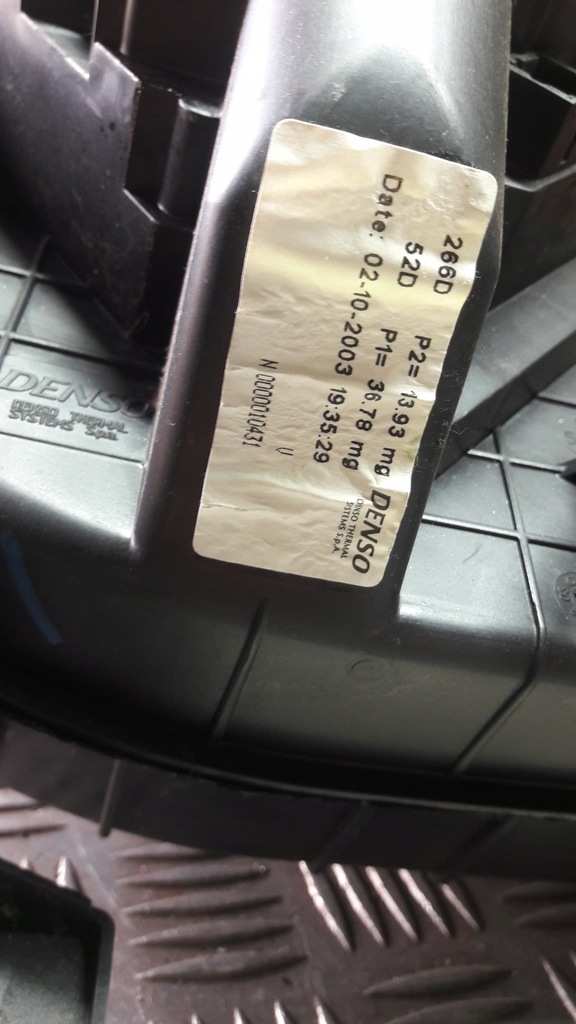 266D P2= 13.93 mg
52D P1= 36.78 mg
Date: 02-10-2003 19:35:29
N 0000010431
DENSO
DENSO THERMAL
SYSTEMS S.p.A.
DENSO
DENSO THERMAL
SYSTEMS S.p.A.